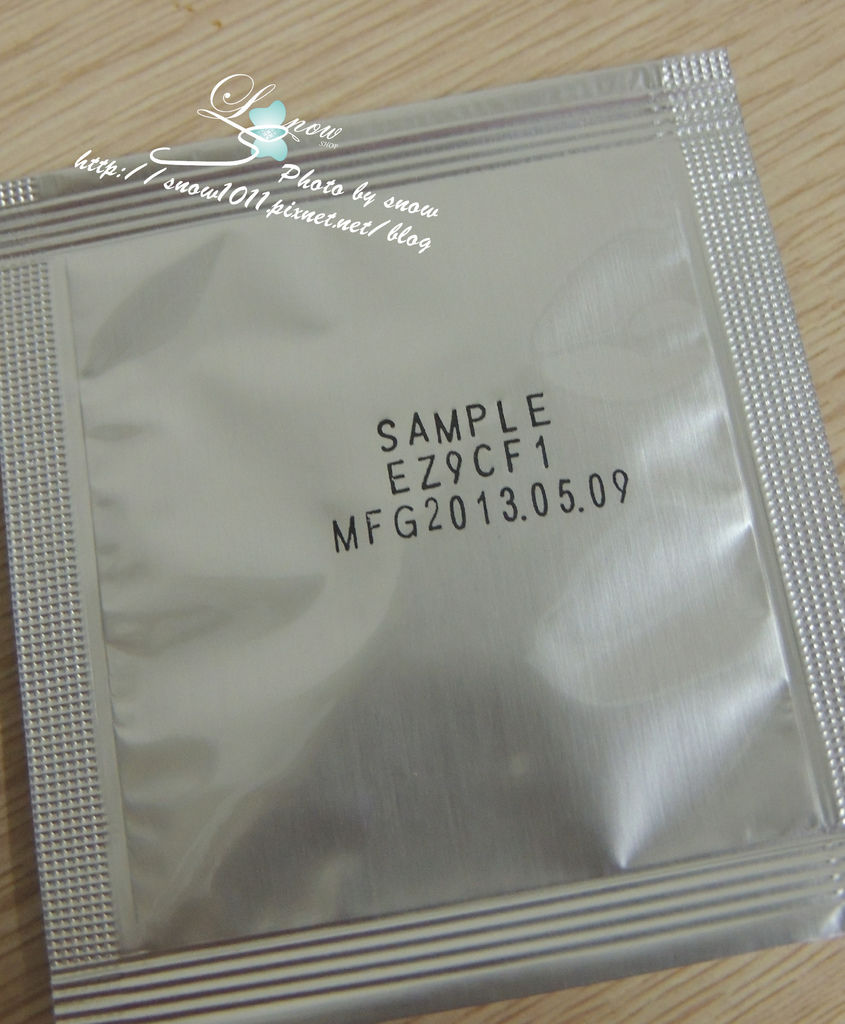 Snow
SHOP
Photo by snow
http://snow1011.pixnet.net/blog
SAMPLE
EZ9CF1
MFG2013.05.09